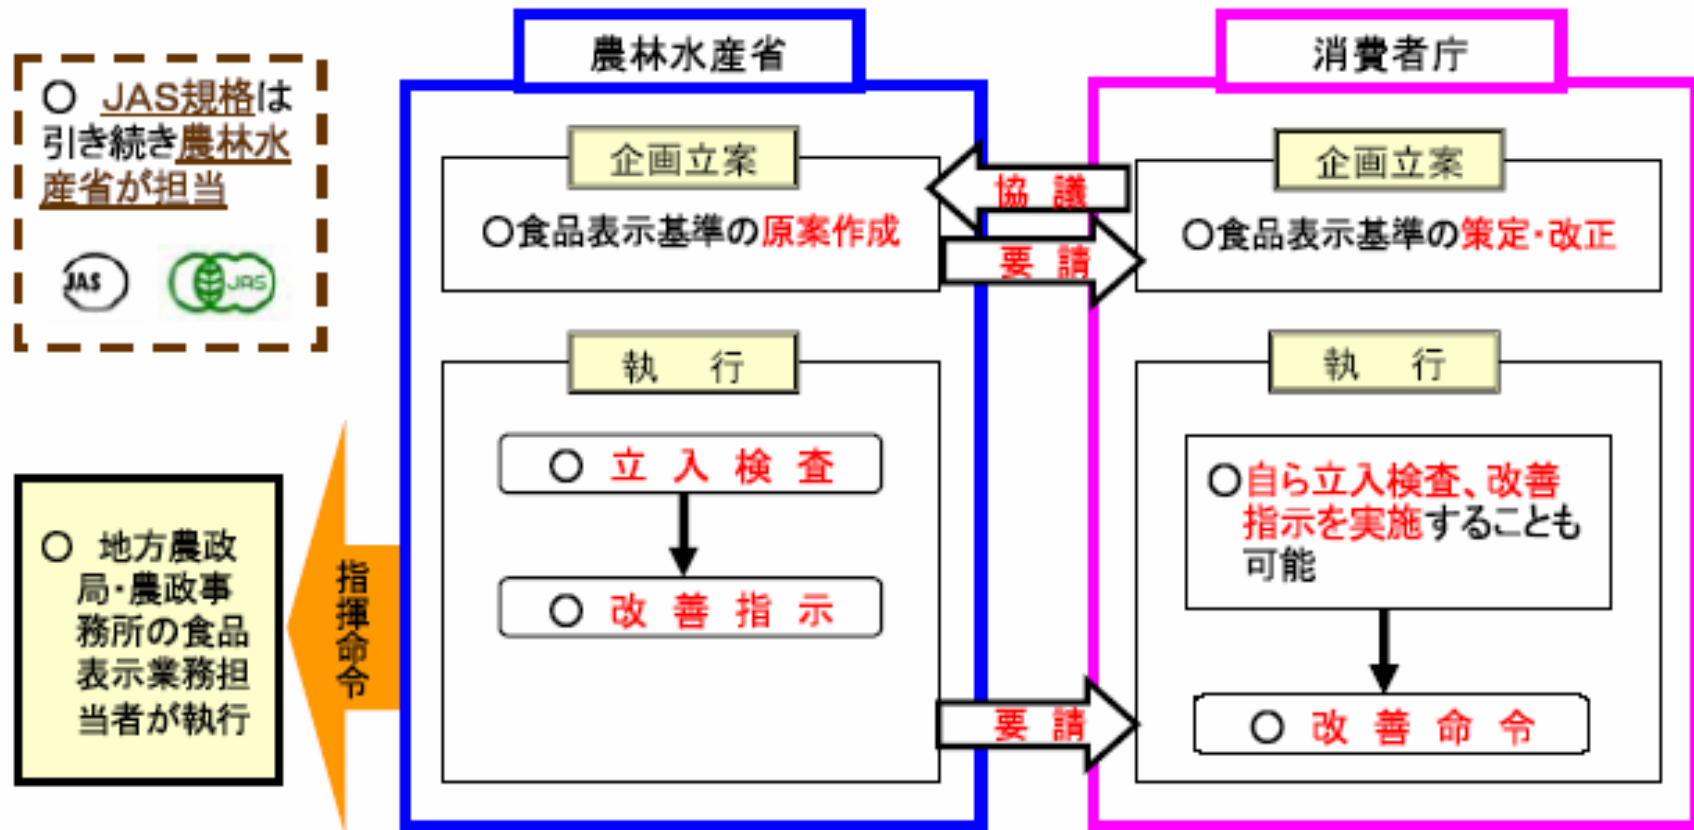 農林水産省
消費者庁
○ JAS規格は
引き続き農林水
産省が担当
JAS
JAS
企画立案
○食品表示基準の原案作成
協 議
要 請
企画立案
○食品表示基準の策定・改正
執 行
○ 立 入 検 査
○ 改 善 指 示
執 行
○自ら立入検査、改善
指示を実施することも
可能
○ 改 善 命 令
要 請
指揮命令
○ 地方農政
局・農政事
務所の食品
表示業務担
当者が執行